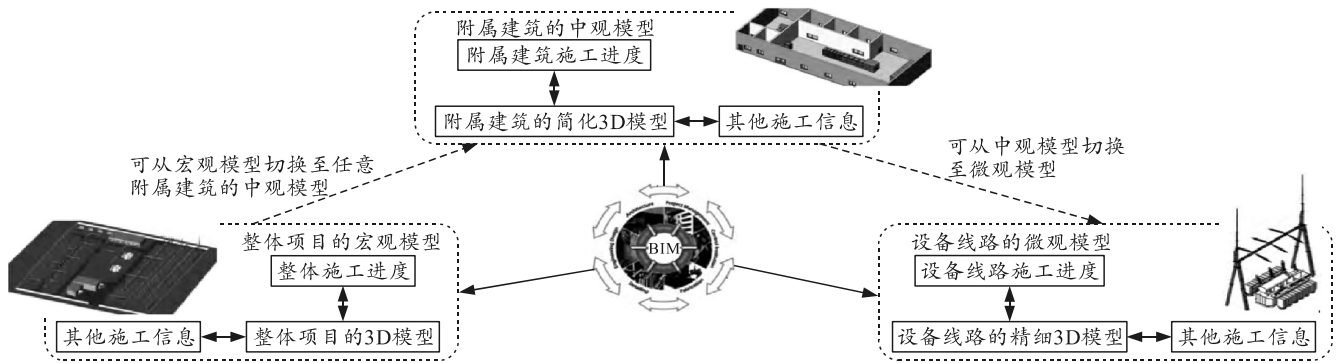 附属建筑的中观模型
附属建筑施工进度
附属建筑的简化3D模型
其他施工信息
可从宏观模型切换至任意
附属建筑的中观模型
可从中观模型切换
至微观模型
BIM
整体项目的宏观模型
整体施工进度
其他施工信息
整体项目的3D模型
设备线路的微观模型
设备线路施工进度
设备线路的精细3D模型
其他施工信息